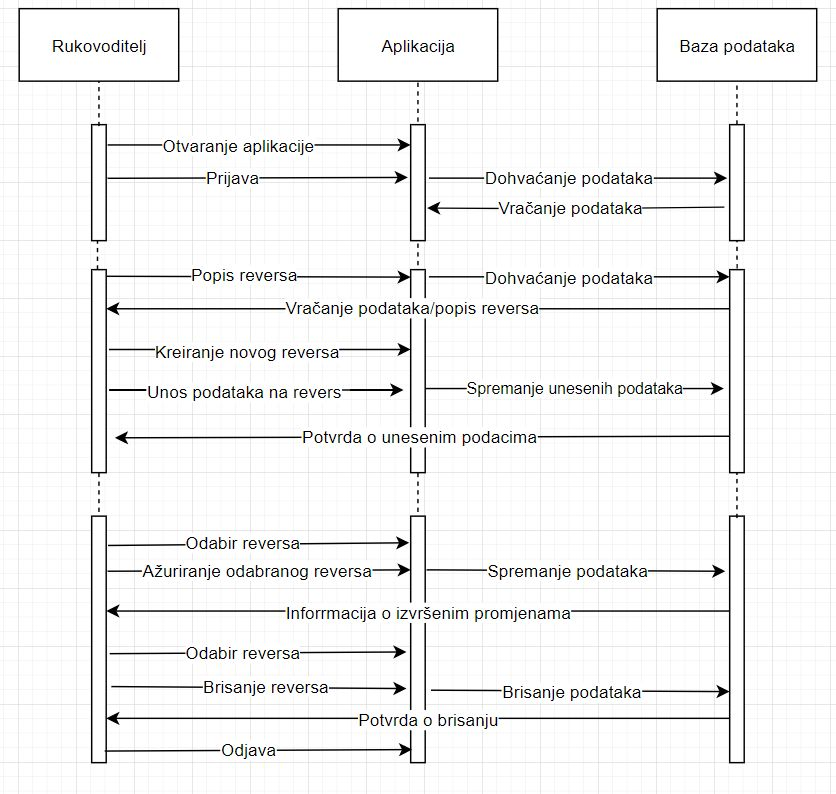 Rukovoditelj
Aplikacija
Baza podataka
Otvaranje aplikacije
Prijava
Dohvaćanje podataka
Vračanje podataka
Popis reversa
Dohvaćanje podataka
Vračanje podataka/popis reversa
Kreiranje novog reversa
Unos podataka na revers
Spremanje unesenih podataka
Potvrda o unesenim podacima
Odabir reversa
Ažuriranje odabranog reversa
Spremanje podataka
Inforrmacija o izvršenim promjenama
Odabir reversa
Brisanje reversa
Brisanje podataka
Potvrda o brisanju
Odjava